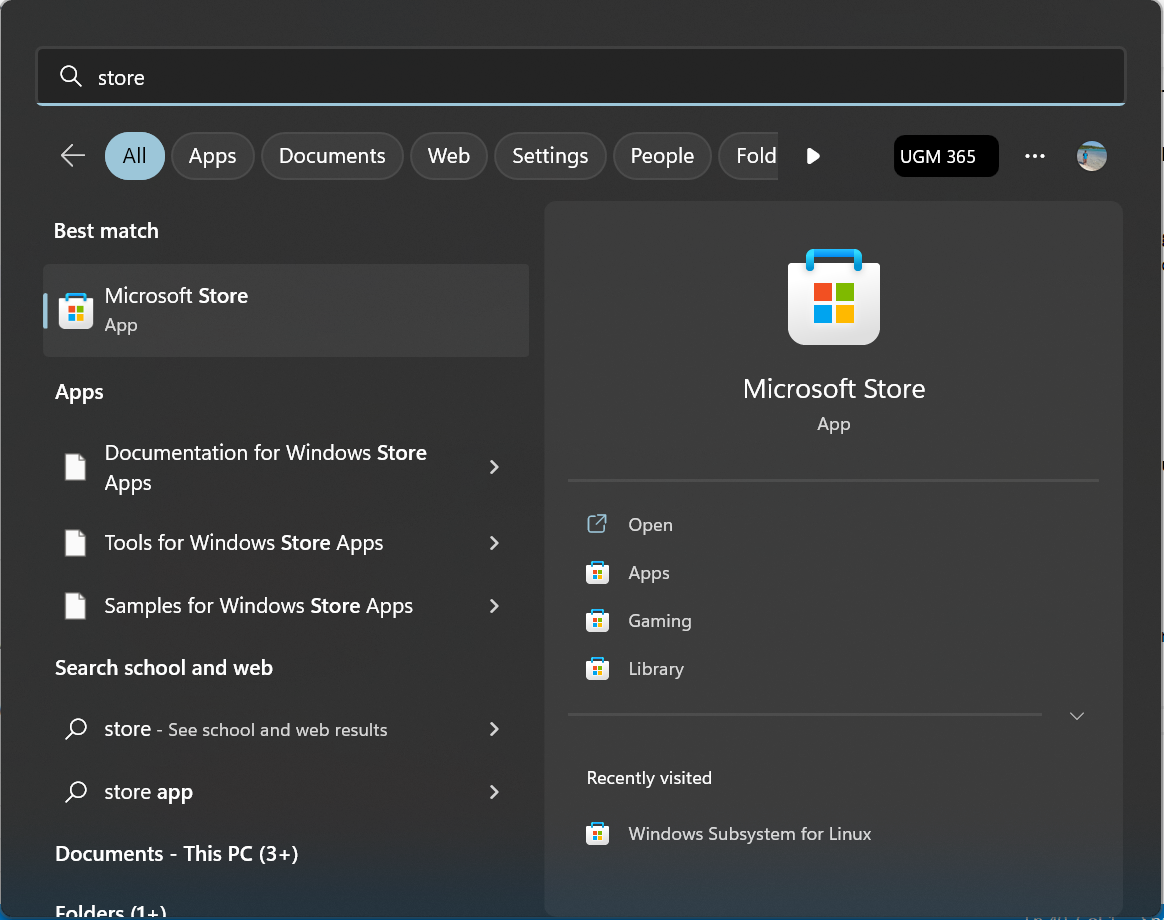 store
All
Apps
Documents
Web
Settings
People
Fold
UGM 365
Best match
Microsoft Store
App
Apps
Documentation for Windows Store
Apps
Tools for Windows Store Apps
Samples for Windows Store Apps
Search school and web
store - See school and web results
store app
Documents - This PC (3+)
Folders (1+)
Microsoft Store
App
Open
Apps
Gaming
Library
Recently visited
Windows Subsystem for Linux